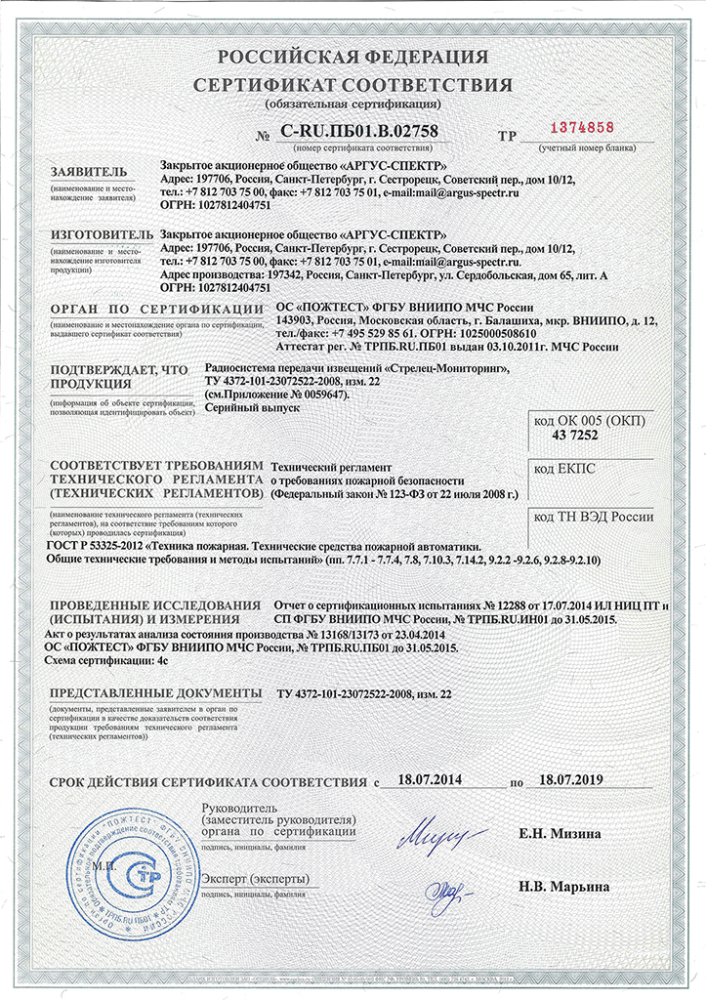 РОССИЙСКАЯ ФЕДЕРАЦИЯ
СЕРТИФИКАТ СООТВЕТСТВИЯ
(обязательная сертификация)
№ C-RU.ПБ01.В.02758 ТР 1374858
(номер сертификата соответствия) (учетный номер бланка)
ЗАЯВИТЕЛЬ
(наименование и место-
нахождение заявителя)
Закрытое акционерное общество «АРГУС-СПЕКТР»
Адрес: 197706, Россия, Санкт-Петербург, г. Сестрорецк, Советский пер., дом 10/12,
тел.: +7 812 703 75 00, факс: +7 812 703 75 01, e-mail:mail@argus-spectr.ru
ОГРН: 1027812404751
ИЗГОТОВИТЕЛЬ
(наименование и место-
нахождение изготовителя
продукции)
Закрытое акционерное общество «АРГУС-СПЕКТР»
Адрес: 197706, Россия, Санкт-Петербург, г. Сестрорецк, Советский пер., дом 10/12,
тел.: +7 812 703 75 00, факс: +7 812 703 75 01, e-mail:mail@argus-spectr.ru.
Адрес производства: 197342, Россия, Санкт-Петербург, ул. Сердобольская, дом 65, лит. А
ОГРН: 1027812404751
ОРГАН ПО СЕРТИФИКАЦИИ
(наименование и местонахождение органа по сертификации,
выдавшего сертификат соответствия)
ОС «ПОЖТЕСТ» ФГБУ ВНИИПО МЧС России
143903, Россия, Московская область, г. Балашиха, мкр. ВНИИПО, д. 12,
тел./факс: +7 495 529 85 61. ОГРН: 1025000508610
Аттестат рег. № ТРПБ.RU.ПБ01 выдан 03.10.2011г. МЧС России
ПОДТВЕРЖДАЕТ, ЧТО
ПРОДУКЦИЯ
(информация об объекте сертификации,
позволяющая идентифицировать объект)
Радиосистема передачи извещений «Стрелец-Мониторинг»,
ТУ 4372-101-23072522-2008, изм. 22
(см.Приложение № 0059647).
Серийный выпуск
код ОК 005 (ОКП)
43 7252
код ЕКПС
код ТН ВЭД России
СООТВЕТСТВУЕТ ТРЕБОВАНИЯМ
ТЕХНИЧЕСКОГО РЕГЛАМЕНТА
(ТЕХНИЧЕСКИХ РЕГЛАМЕНТОВ)
(наименование технического регламента (технических
регламентов), на соответствие требованиям которого
(которых) проводилась сертификация)
Технический регламент
о требованиях пожарной безопасности
(Федеральный закон № 123-ФЗ от 22 июля 2008 г.)
ГОСТ Р 53325-2012 «Техника пожарная. Технические средства пожарной автоматики.
Общие технические требования и методы испытаний» (пп. 7.7.1 - 7.7.4, 7.8, 7.10.3, 7.14.2, 9.2.2 -9.2.6, 9.2.8-9.2.10)
ПРОВЕДЕННЫЕ ИССЛЕДОВАНИЯ
(ИСПЫТАНИЯ) И ИЗМЕРЕНИЯ
Отчет о сертификационных испытаниях № 12288 от 17.07.2014 ИЛ НИЦ ПТ и
СП ФГБУ ВНИИПО МЧС России, № ТРПБ.RU.ИН01 до 31.05.2015.
Акт о результатах анализа состояния производства № 13168/13173 от 23.04.2014
ОС «ПОЖТЕСТ» ФГБУ ВНИИПО МЧС России, № ТРПБ.RU.ПБ01 до 31.05.2015.
Схема сертификации: 4с
ПРЕДСТАВЛЕННЫЕ ДОКУМЕНТЫ
(документы, представленные заявителем в орган по
сертификации в качестве доказательств соответствия
продукции требованиям технического регламента
(технических регламентов))
ТУ 4372-101-23072522-2008, изм. 22
СРОК ДЕЙСТВИЯ СЕРТИФИКАТА СООТВЕТСТВИЯ с 18.07.2014 по 18.07.2019
Руководитель
(заместитель руководителя)
органа по сертификации
подпись, инициалы, фамилия
Е.Н. Мизина
М.П.
Эксперт (эксперты)
подпись, инициалы, фамилия
Н.В. Марьина
ТР
ТРПБ.RU.ПБ01